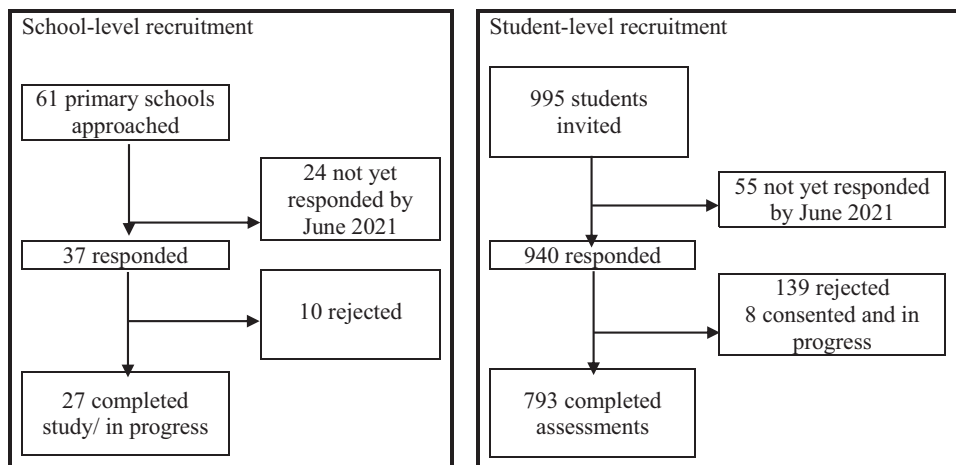 School-level recruitment
61 primary schools
approached
24 not yet
responded by
June 2021
37 responded
10 rejected
27 completed
study/ in progress
Student-level recruitment
995 students
invited
55 not yet responded
by June 2021
940 responded
139 rejected
8 consented and in
progress
793 completed
assessments